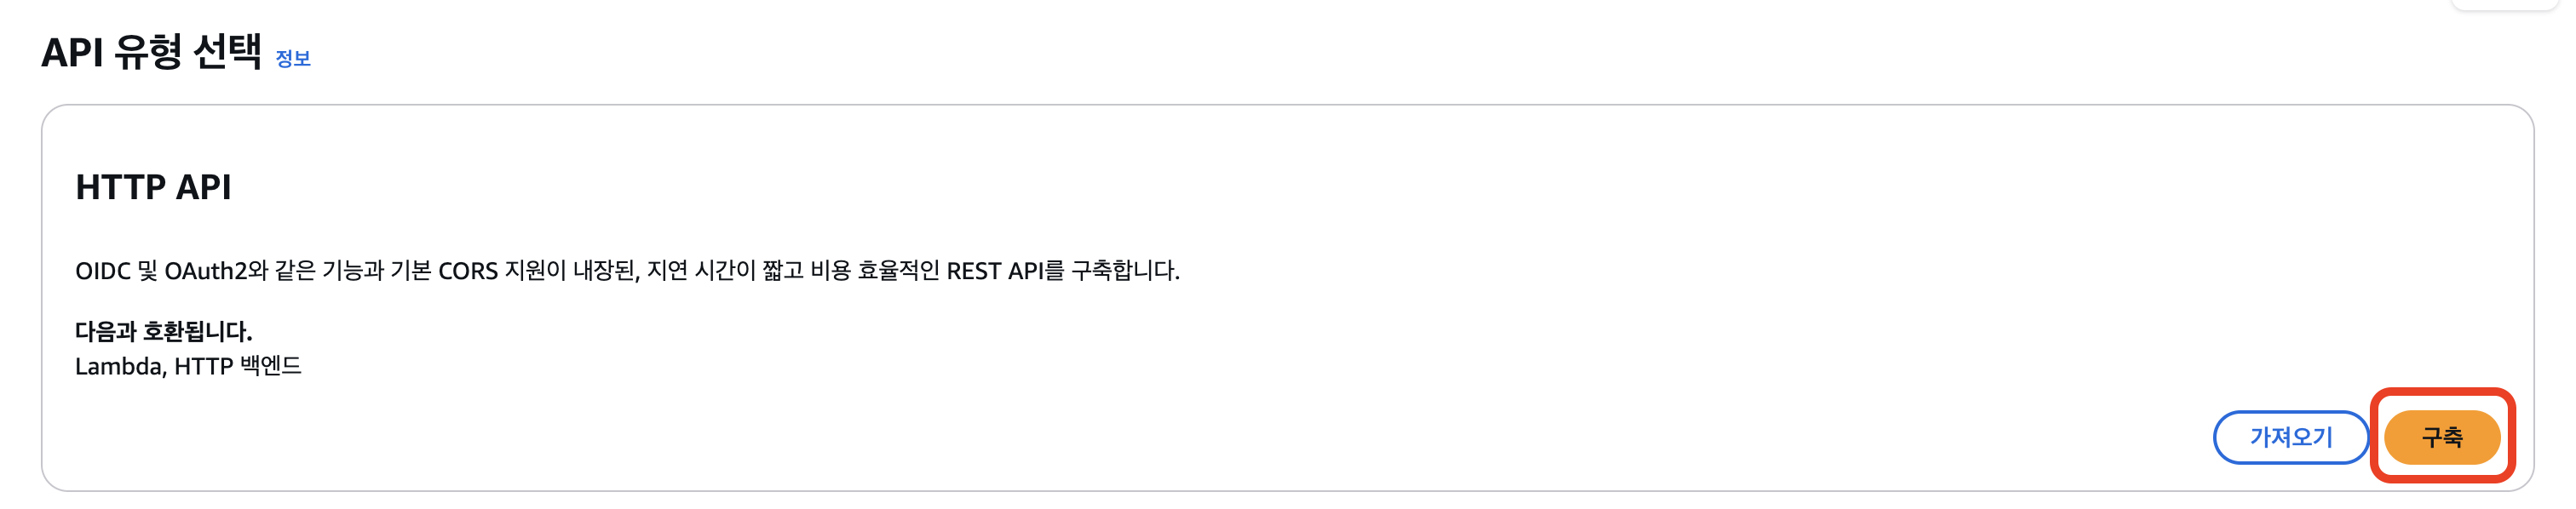 API 유형 선택 정보
HTTP API
OIDC 및 OAuth2와 같은 기능과 기본 CORS 지원이 내장된, 지연 시간이 짧고 비용 효율적인 REST API를 구축합니다.
다음과 호환됩니다.
Lambda, HTTP 백엔드
가져오기 구축